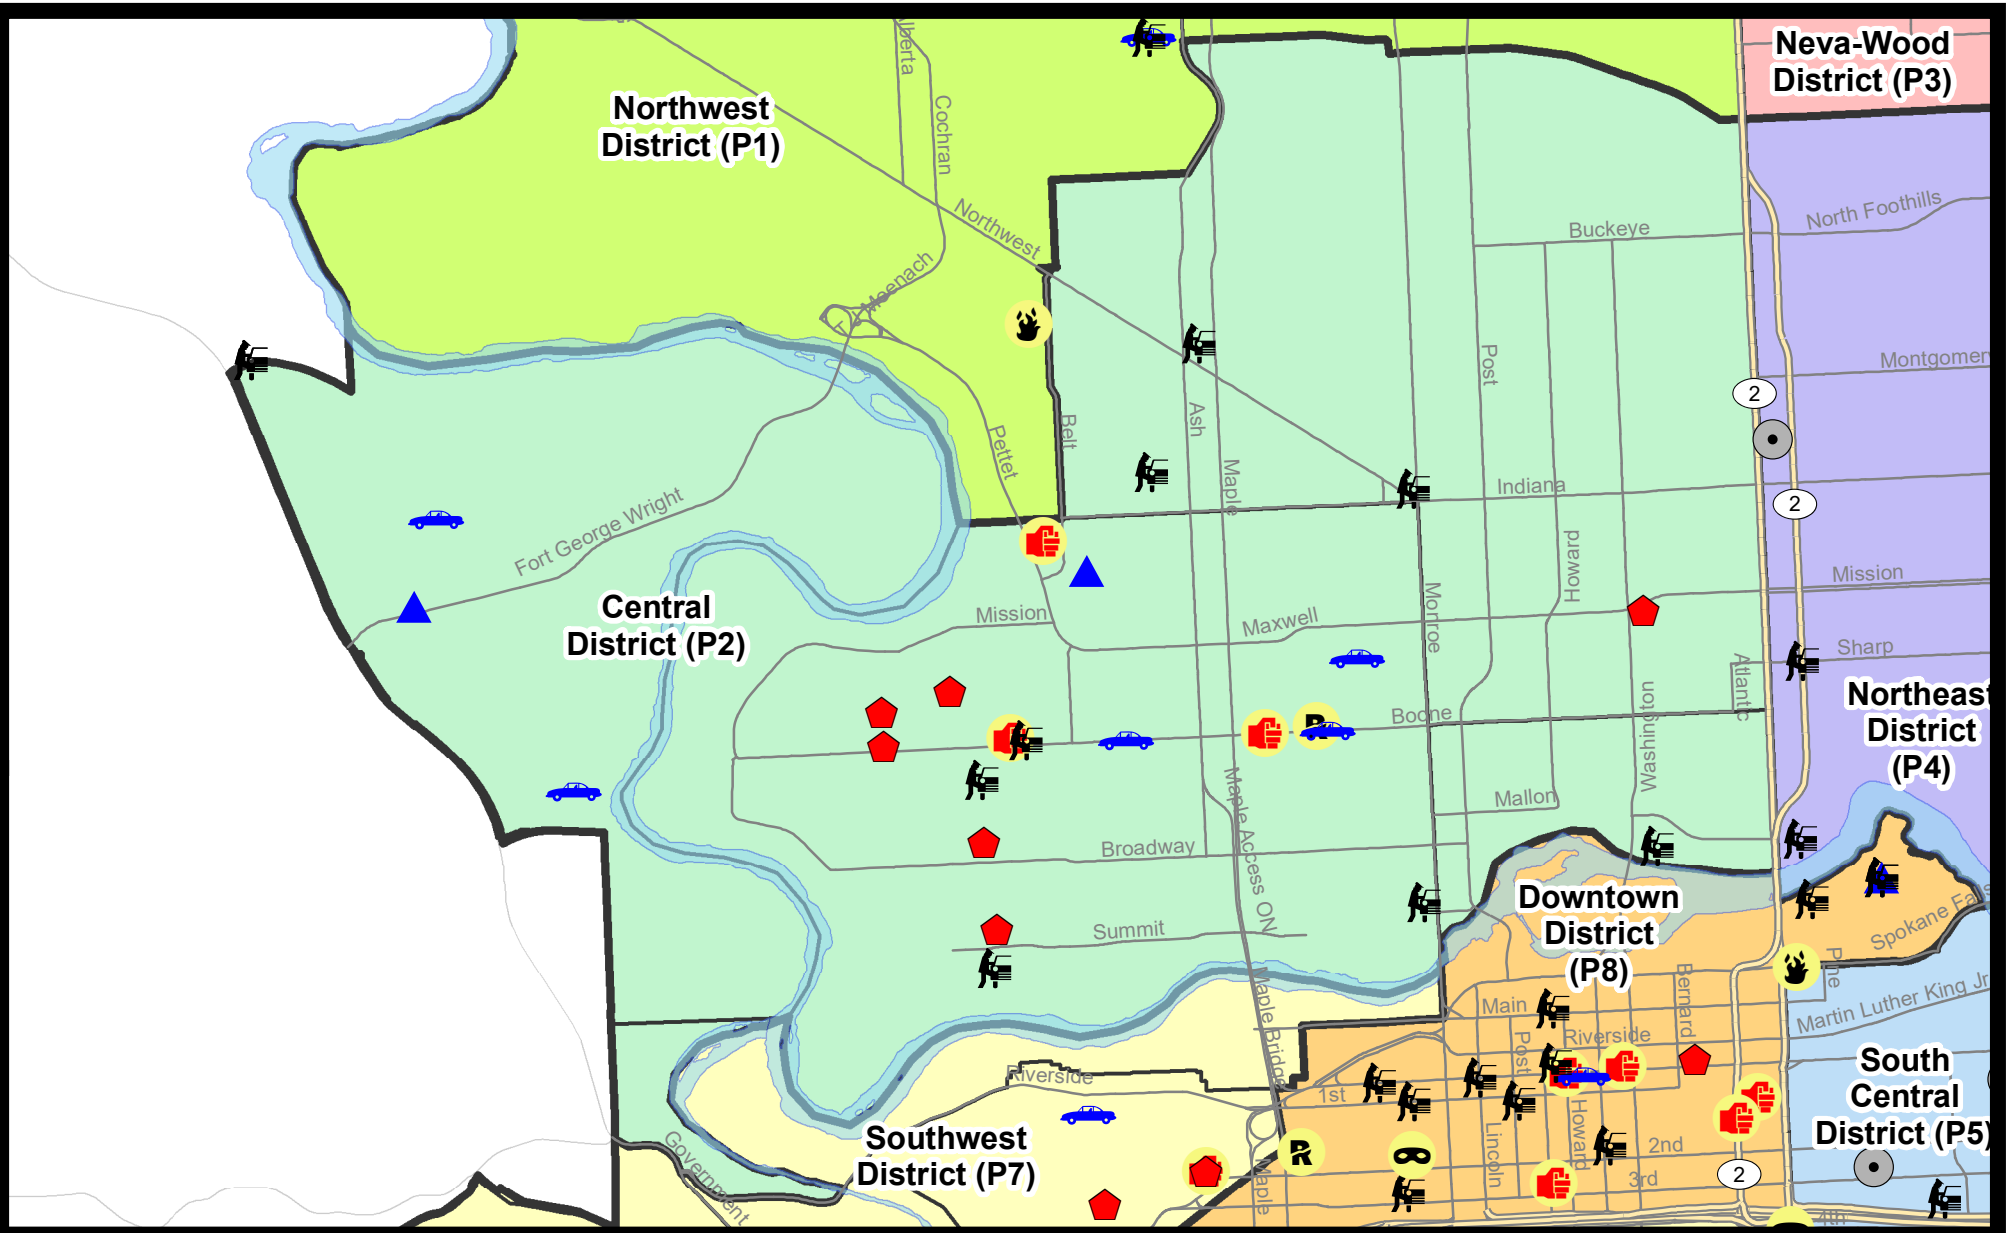 Neva-Wood
District (P3)
Northwest
District (P1)
Cochran
Northwest
North Foothills
Buckeye
Montgomery
Post
2
Ash
Belt
Pettet
Maple
Indiana
2
Fort George Wright
Howard
Mission
Central
District (P2)
Mission
Maxwell
Monroe
Sharp
Atlantic
Northeast
District
(P4)
Washington
Boone
R
Mallon
Maple Access ON
Broadway
Downtown
District
(P8)
Summit
Pine
Bernard
Main
Martin Luther King Jr
Maple Bridge
Riverside
Post
Riverside
1st
South
Central
District (P5)
Howard
Lincoln
Southwest
District (P7)
Government
R
Maple
2nd
3rd
2
4th